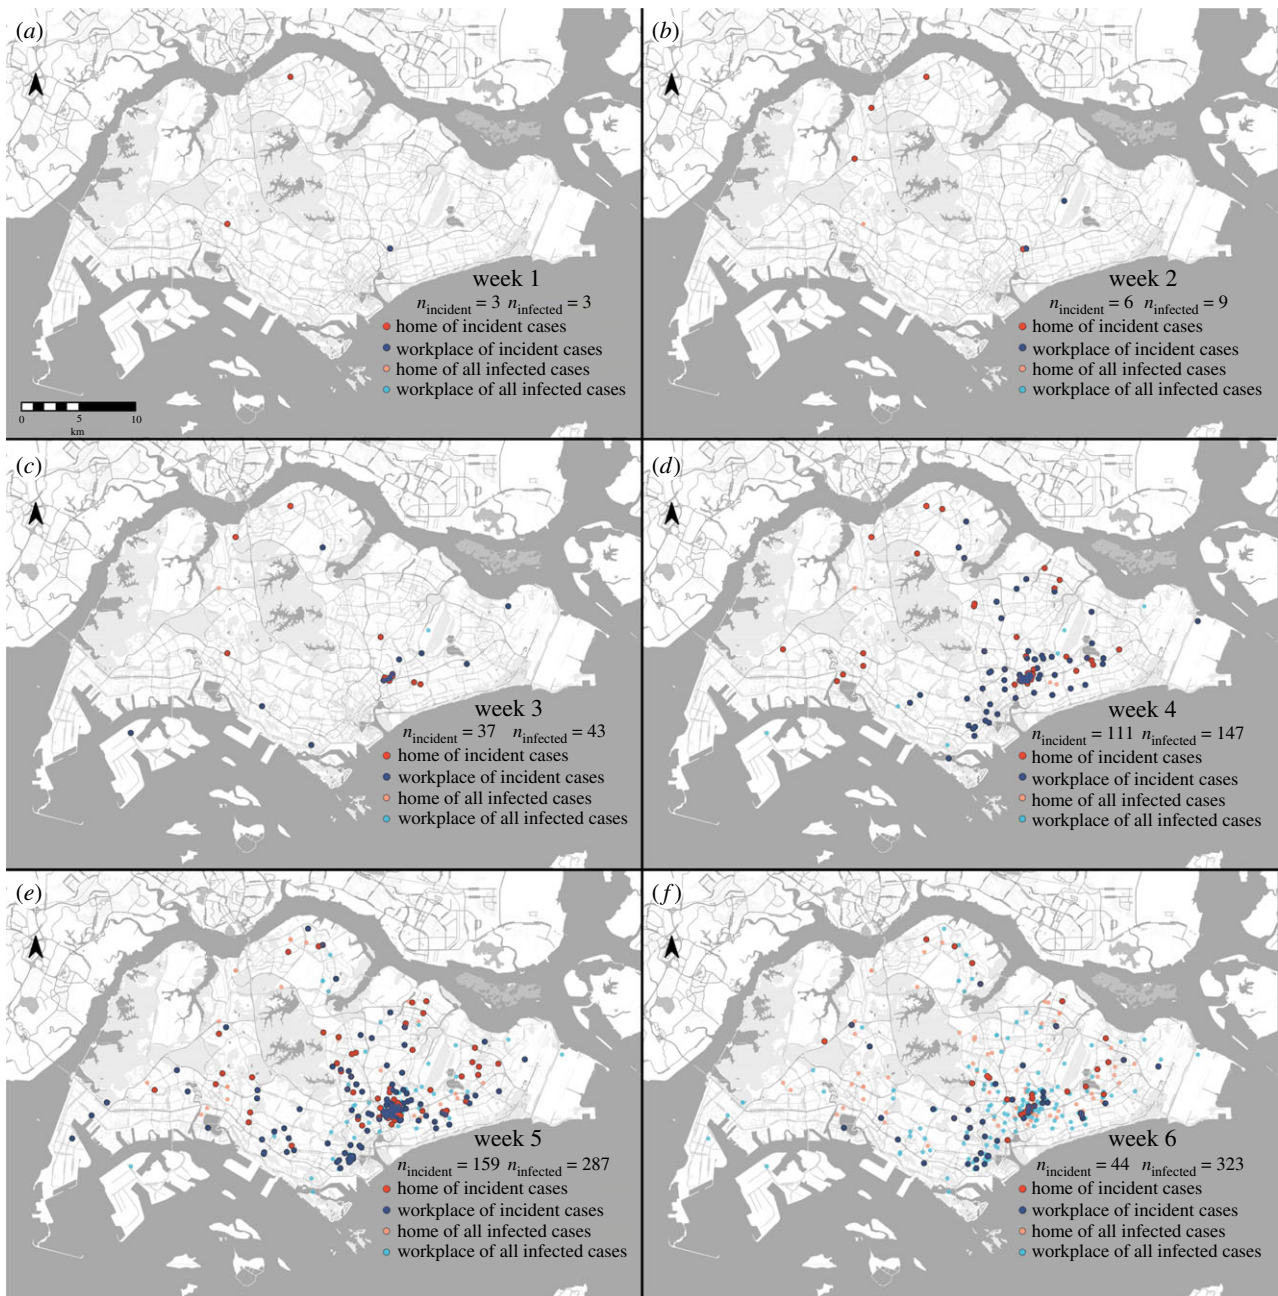 (a)
week 1
n incident = 3 n infected = 3
home of incident cases
workplace of incident cases
home of all infected cases
workplace of all infected cases
0 5 10
km
(b)
week 2
n incident = 6 n infected = 9
home of incident cases
workplace of incident cases
home of all infected cases
workplace of all infected cases
(c)
week 3
n incident = 37 n infected = 43
home of incident cases
workplace of incident cases
home of all infected cases
workplace of all infected cases
(d)
week 4
n incident = 111 n infected = 147
home of incident cases
workplace of incident cases
home of all infected cases
workplace of all infected cases
(e)
week 5
n incident = 159 n infected = 287
home of incident cases
workplace of incident cases
home of all infected cases
workplace of all infected cases
(f)
week 6
n incident = 44 n infected = 323
home of incident cases
workplace of incident cases
home of all infected cases
workplace of all infected cases